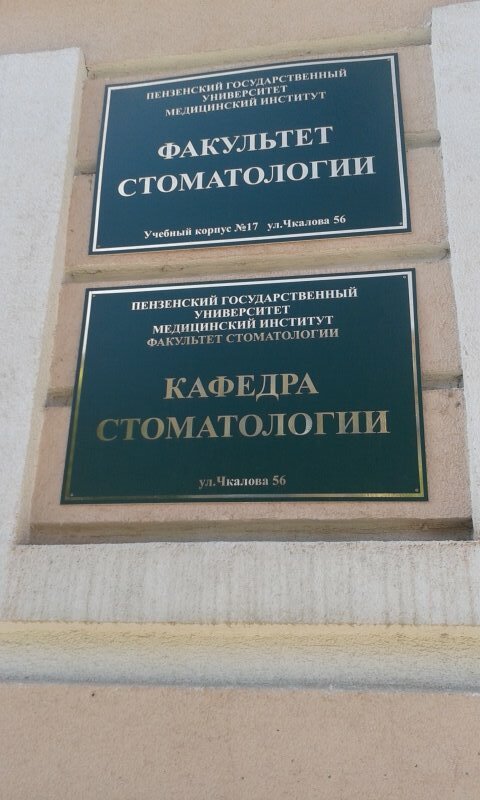 ПЕНЗЕНСКИЙ ГОСУДАРСТВЕННЫЙ
УНИВЕРСИТЕТ
МЕДИЦИНСКИЙ ИНСТИТУТ
ФАКУЛЬТЕТ
СТОМАТОЛОГИИ
Учебный корпус №17 ул.Чкалова 56
ПЕНЗЕНСКИЙ ГОСУДАРСТВЕННЫЙ
УНИВЕРСИТЕТ
МЕДИЦИНСКИЙ ИНСТИТУТ
ФАКУЛЬТЕТ СТОМАТОЛОГИИ
КАФЕДРА
СТОМАТОЛОГИИ
ул.Чкалова 56